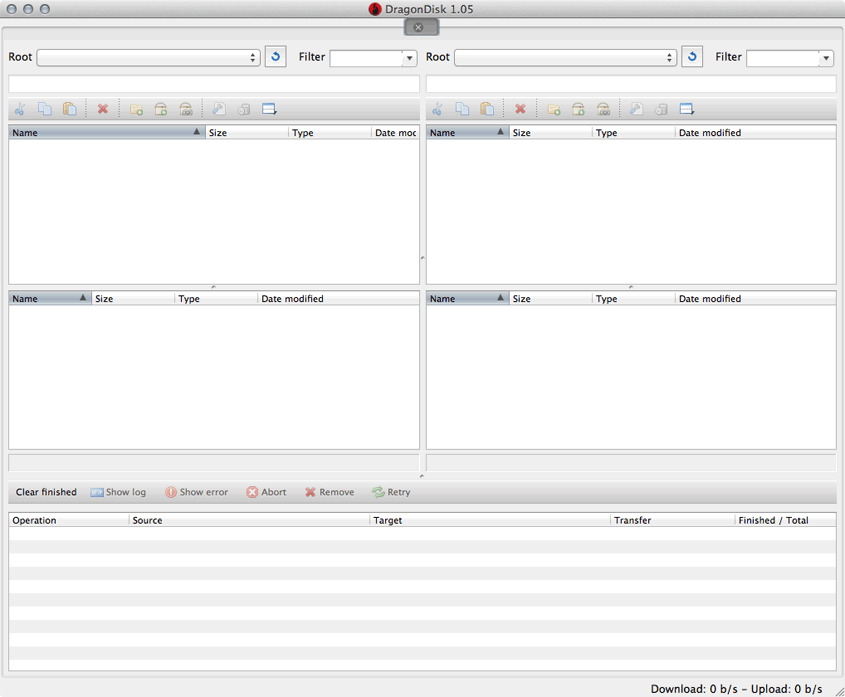 DragonDisk 1.05
Root Filter Root Filter
Name Size Type Date moc Name Size Type Date modified
Name Size Type Date modified Name Size Type Date modified
Clear finished Show log Show error Abort Remove Retry
Operation Source Target Transfer Finished / Total
Download: 0 b/s – Upload: 0 b/s